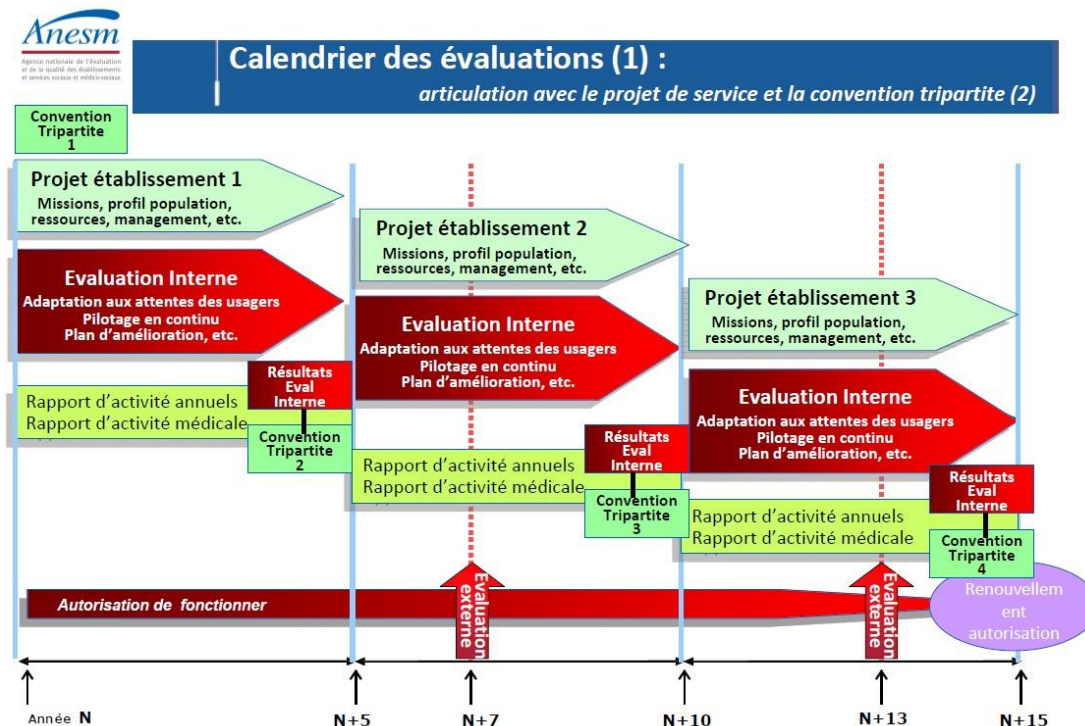 Anesm
Agence nationale de l'évaluation
et de la qualité des établissements
et services sociaux et médico-sociaux
Calendrier des évaluations (1) :
articulation avec le projet de service et la convention tripartite (2)
Convention
Tripartite
1
Projet établissement 1
Missions, profil population,
ressources, management, etc.
Evaluation Interne
Adaptation aux attentes des usagers
Pilotage en continu
Plan d'amélioration, etc.
Rapport d'activité annuels
Rapport d'activité médicale
Résultats
Eval
Interne
Convention
Tripartite
2
Projet établissement 2
Missions, profil population,
ressources, management, etc.
Evaluation Interne
Adaptation aux attentes des usagers
Pilotage en continu
Plan d'amélioration, etc.
Rapport d'activité annuels
Rapport d'activité médicale
Résultats
Eval
Interne
Convention
Tripartite
3
Projet établissement 3
Missions, profil population,
ressources, management, etc.
Evaluation Interne
Adaptation aux attentes des usagers
Pilotage en continu
Plan d'amélioration, etc.
Rapport d'activité annuels
Rapport d'activité médicale
Résultats
Eval
Interne
Convention
Tripartite
4
Autorisation de fonctionner
Evaluation
externe
Evaluation
externe
Renouvellem
ent
autorisation
Année N
N+5
N+7
N+10
N+13
N+15